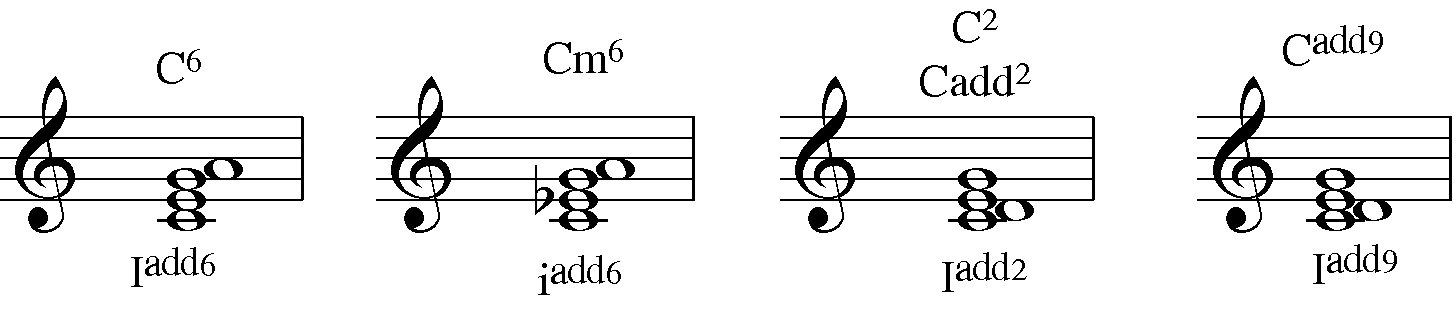 C⁶
Cm⁶
C²
Cadd²
Cadd9
Iadd6
iadd6
Iadd2
Iadd9